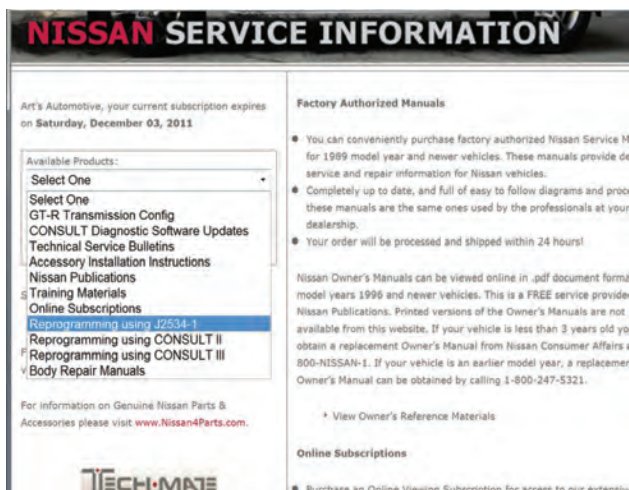 NISSAN SERVICE INFORMATION
Art's Automotive, your current subscription expires
on Saturday, December 03, 2011
Available Products:
Select One
Select One
GT-R Transmission Config
CONSULT Diagnostic Software Updates
Technical Service Bulletins
Accessory Installation Instructions
Nissan Publications
Training Materials
Online Subscriptions
Reprogramming using J2534-1
Reprogramming using CONSULT II
Reprogramming using CONSULT III
Body Repair Manuals
For information on Genuine Nissan Parts &
Accessories please visit www.Nissan4Parts.com.
TECH-MATE
Factory Authorized Manuals
You can conveniently purchase factory authorized Nissan Service M
for 1989 model year and newer vehicles. These manuals provide de
service and repair information for Nissan vehicles.
Completely up to date, and full of easy to follow diagrams and proce
these manuals are the same ones used by the professionals at your
dealership.
Your order will be processed and shipped within 24 hours!
Nissan Owner's Manuals can be viewed online in .pdf document forma
model years 1996 and newer vehicles. This is a FREE service provide
Nissan Publications. Printed versions of the Owner's Manuals are not
available from this website. If your vehicle is less than 3 years old yo
obtain a replacement Owner's Manual from Nissan Consumer Affairs a
800-NISSAN-1. If your vehicle is an earlier model year, a replacemen
Owner's Manual can be obtained by calling 1-800-247-5321.
View Owner's Reference Materials
Online Subscriptions
Purchase an Online Viewing Subscription for access to our extensiv